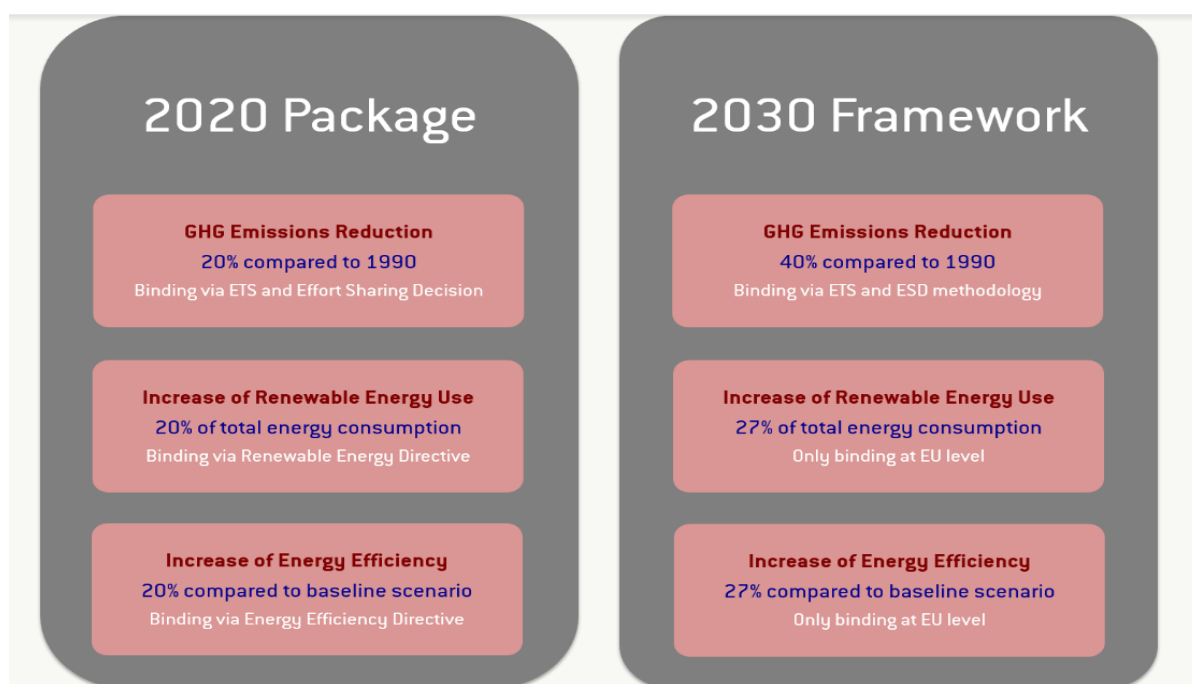 2020 Package
GHG Emissions Reduction
20% compared to 1990
Binding via ETS and Effort Sharing Decision
Increase of Renewable Energy Use
20% of total energy consumption
Binding via Renewable Energy Directive
Increase of Energy Efficiency
20% compared to baseline scenario
Binding via Energy Efficiency Directive
2030 Framework
GHG Emissions Reduction
40% compared to 1990
Binding via ETS and ESD methodology
Increase of Renewable Energy Use
27% of total energy consumption
Only binding at EU level
Increase of Energy Efficiency
27% compared to baseline scenario
Only binding at EU level